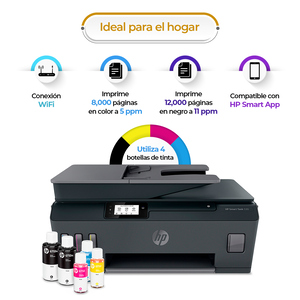 Ideal para el hogar
Conexión
WiFi
Imprime
8,000 páginas
en color a 5 ppm
Imprime
12,000 páginas
en negro a 11 ppm
Compatible con
HP Smart App
Utiliza 4
botellas de tinta
hp